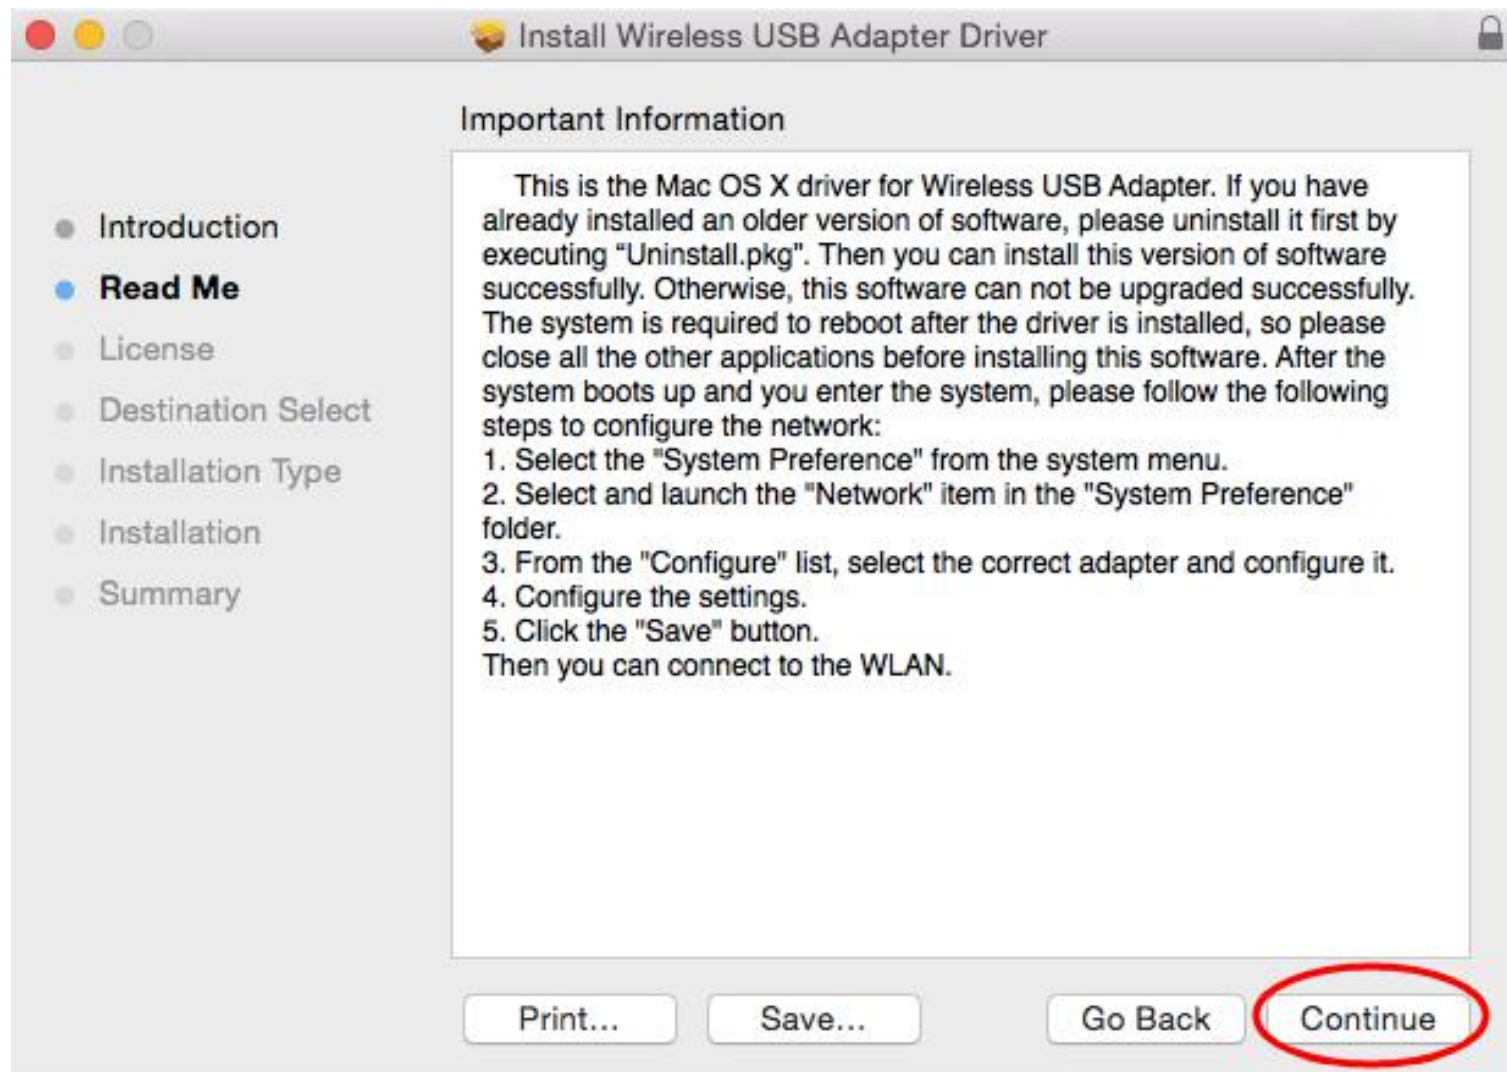 Install Wireless USB Adapter Driver
Important Information
Introduction
Read Me
License
Destination Select
Installation Type
Installation
Summary
This is the Mac OS X driver for Wireless USB Adapter. If you have
already installed an older version of software, please uninstall it first by
executing “Uninstall.pkg". Then you can install this version of software
successfully. Otherwise, this software can not be upgraded successfully.
The system is required to reboot after the driver is installed, so please
close all the other applications before installing this software. After the
system boots up and you enter the system, please follow the following
steps to configure the network:
1. Select the "System Preference" from the system menu.
2. Select and launch the "Network" item in the "System Preference"
folder.
3. From the "Configure" list, select the correct adapter and configure it.
4. Configure the settings.
5. Click the "Save" button.
Then you can connect to the WLAN.
Print... Save... Go Back Continue